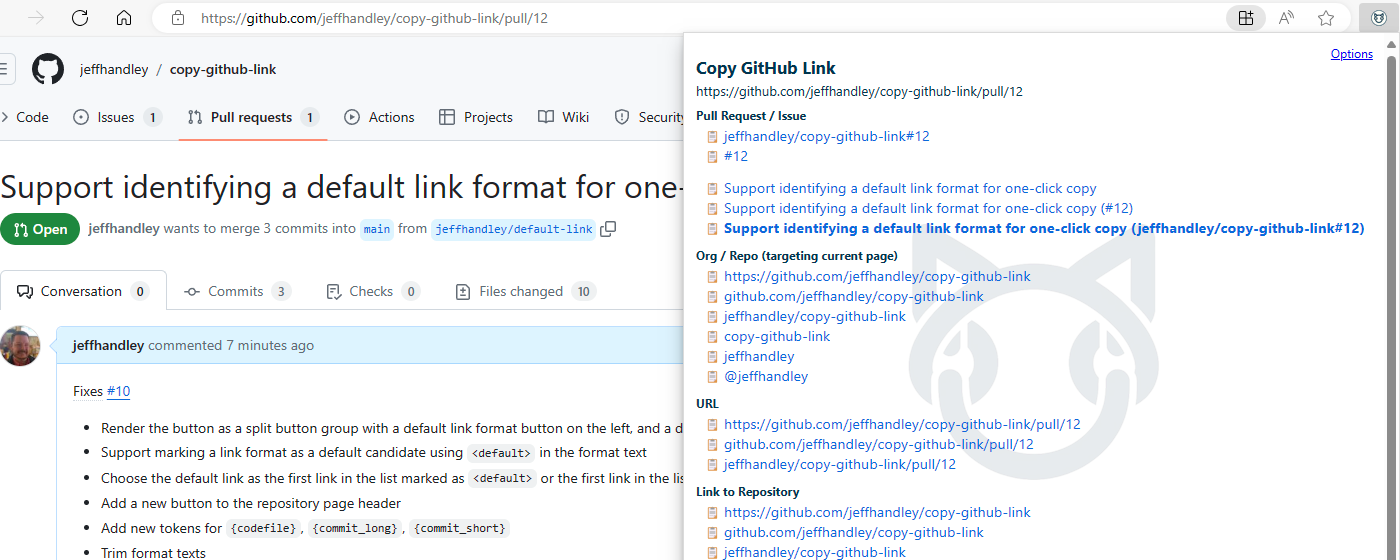 https://github.com/jeffhandley/copy-github-link/pull/12
jeffhandley / copy-github-link
Code
Issues 1
Pull requests 1
Actions
Projects
Wiki
Security
Support identifying a default link format for one-
Open
jeffhandley wants to merge 3 commits into main from jeffhandley/default-link
Conversation 0
Commits 3
Checks 0
Files changed 10
jeffhandley commented 7 minutes ago
Fixes #10
Render the button as a split button group with a default link format button on the left, and a d
Support marking a link format as a default candidate using <default> in the format text
Choose the default link as the first link in the list marked as <default> or the first link in the lis
Add a new button to the repository page header
Add new tokens for {codefile}, {commit_long}, {commit_short}
Trim format texts
Options
Copy GitHub Link
https://github.com/jeffhandley/copy-github-link/pull/12
Pull Request / Issue
jeffhandley/copy-github-link#12
#12
Support identifying a default link format for one-click copy
Support identifying a default link format for one-click copy (#12)
Support identifying a default link format for one-click copy (jeffhandley/copy-github-link#12)
Org / Repo (targeting current page)
https://github.com/jeffhandley/copy-github-link
github.com/jeffhandley/copy-github-link
jeffhandley/copy-github-link
copy-github-link
jeffhandley
@jeffhandley
URL
https://github.com/jeffhandley/copy-github-link/pull/12
github.com/jeffhandley/copy-github-link/pull/12
jeffhandley/copy-github-link/pull/12
Link to Repository
https://github.com/jeffhandley/copy-github-link
github.com/jeffhandley/copy-github-link
jeffhandley/copy-github-link